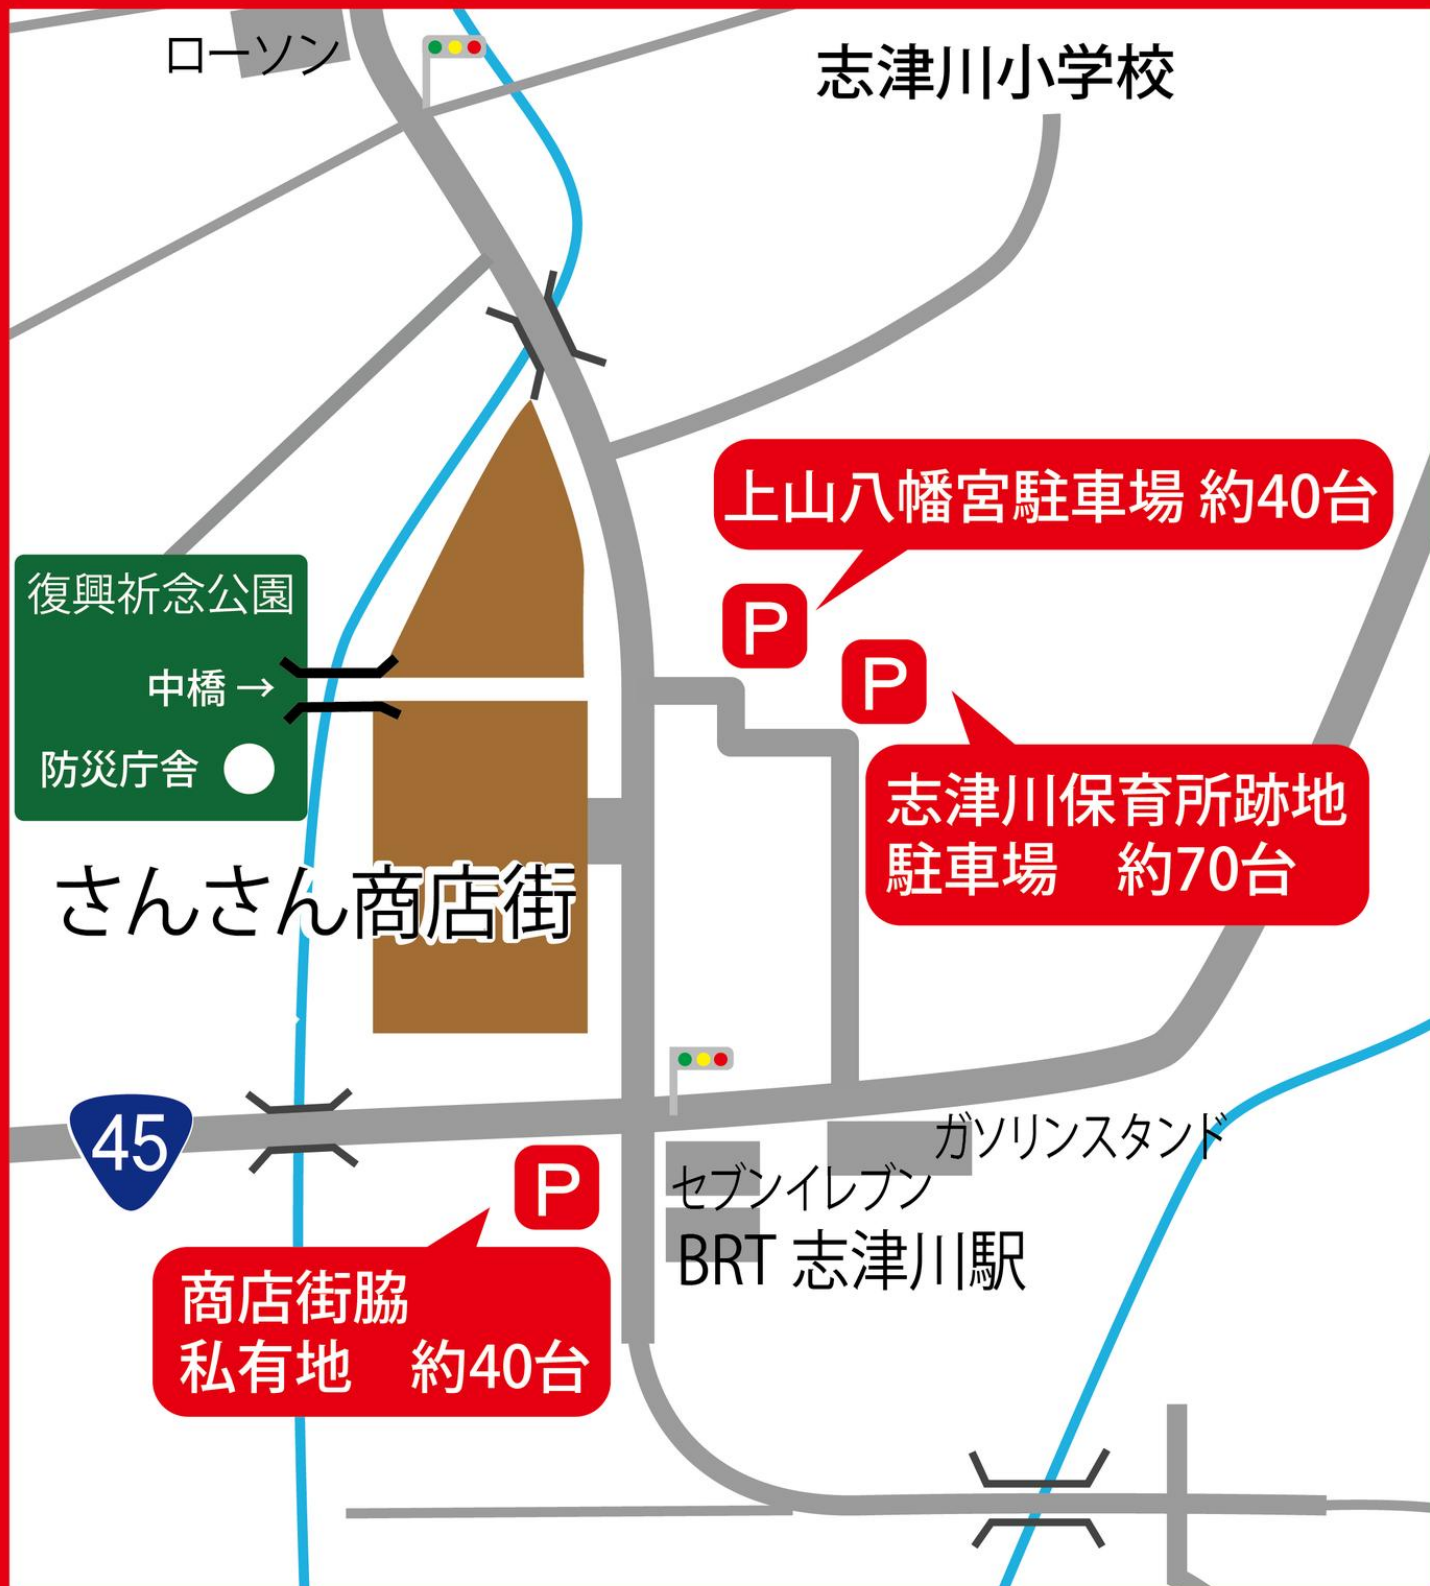 ローソン
志津川小学校
上山八幡宮駐車場 約40台
P
復興祈念公園
P
中橋→
防災庁舎
志津川保育所跡地
駐車場 約70台
さんさん商店街
45
ガソリンスタンド
P
セブンイレブン
BRT 志津川駅
商店街脇
私有地 約40台